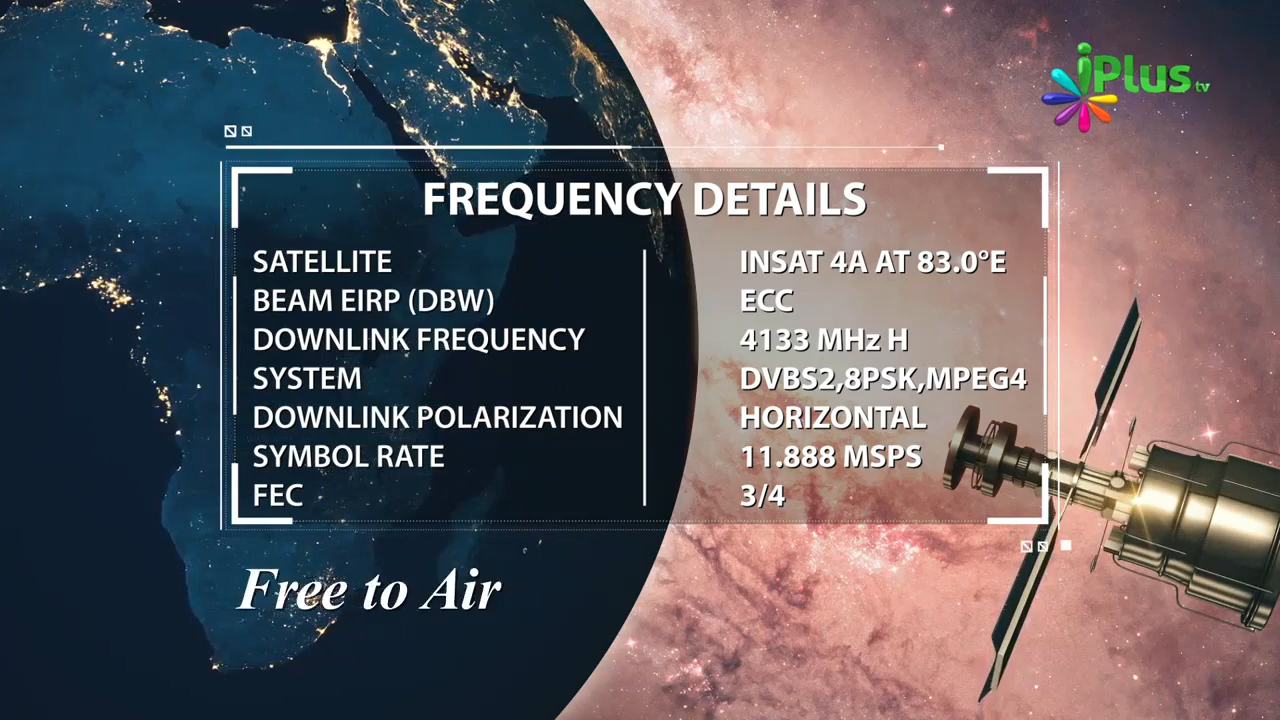 iPlus tv
FREQUENCY DETAILS
SATELLITE INSAT 4A AT 83.0°E
BEAM EIRP (DBW) ECC
DOWNLINK FREQUENCY 4133 MHz H
SYSTEM DVBS2,8PSK,MPEG4
DOWNLINK POLARIZATION HORIZONTAL
SYMBOL RATE 11.888 MSPS
FEC 3/4
Free to Air